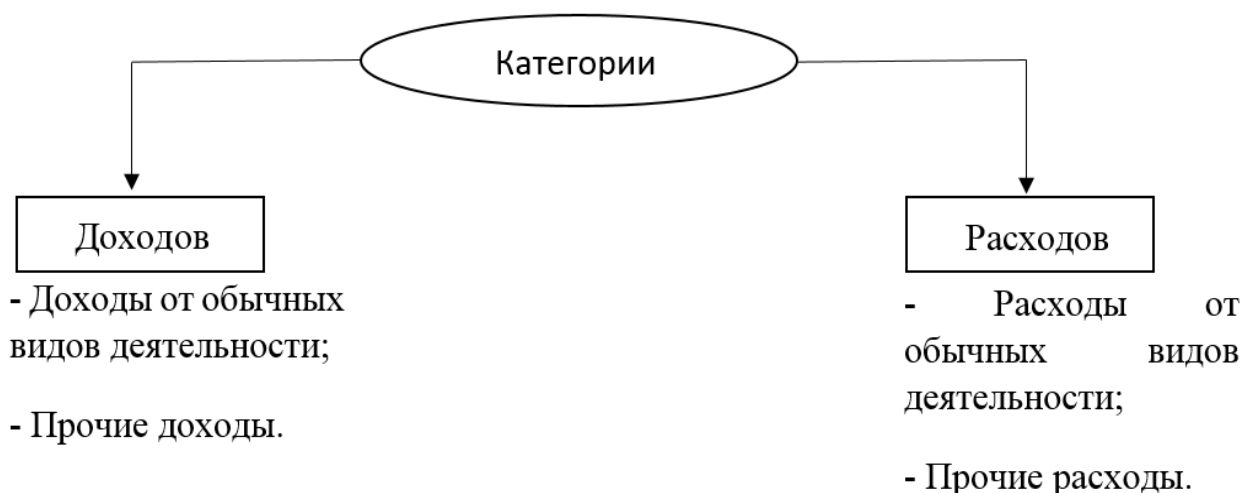 Категории
Доходов
- Доходы от обычных
видов деятельности;
- Прочие доходы.
Расходов
- Расходы от
обычных видов
деятельности;
- Прочие расходы.